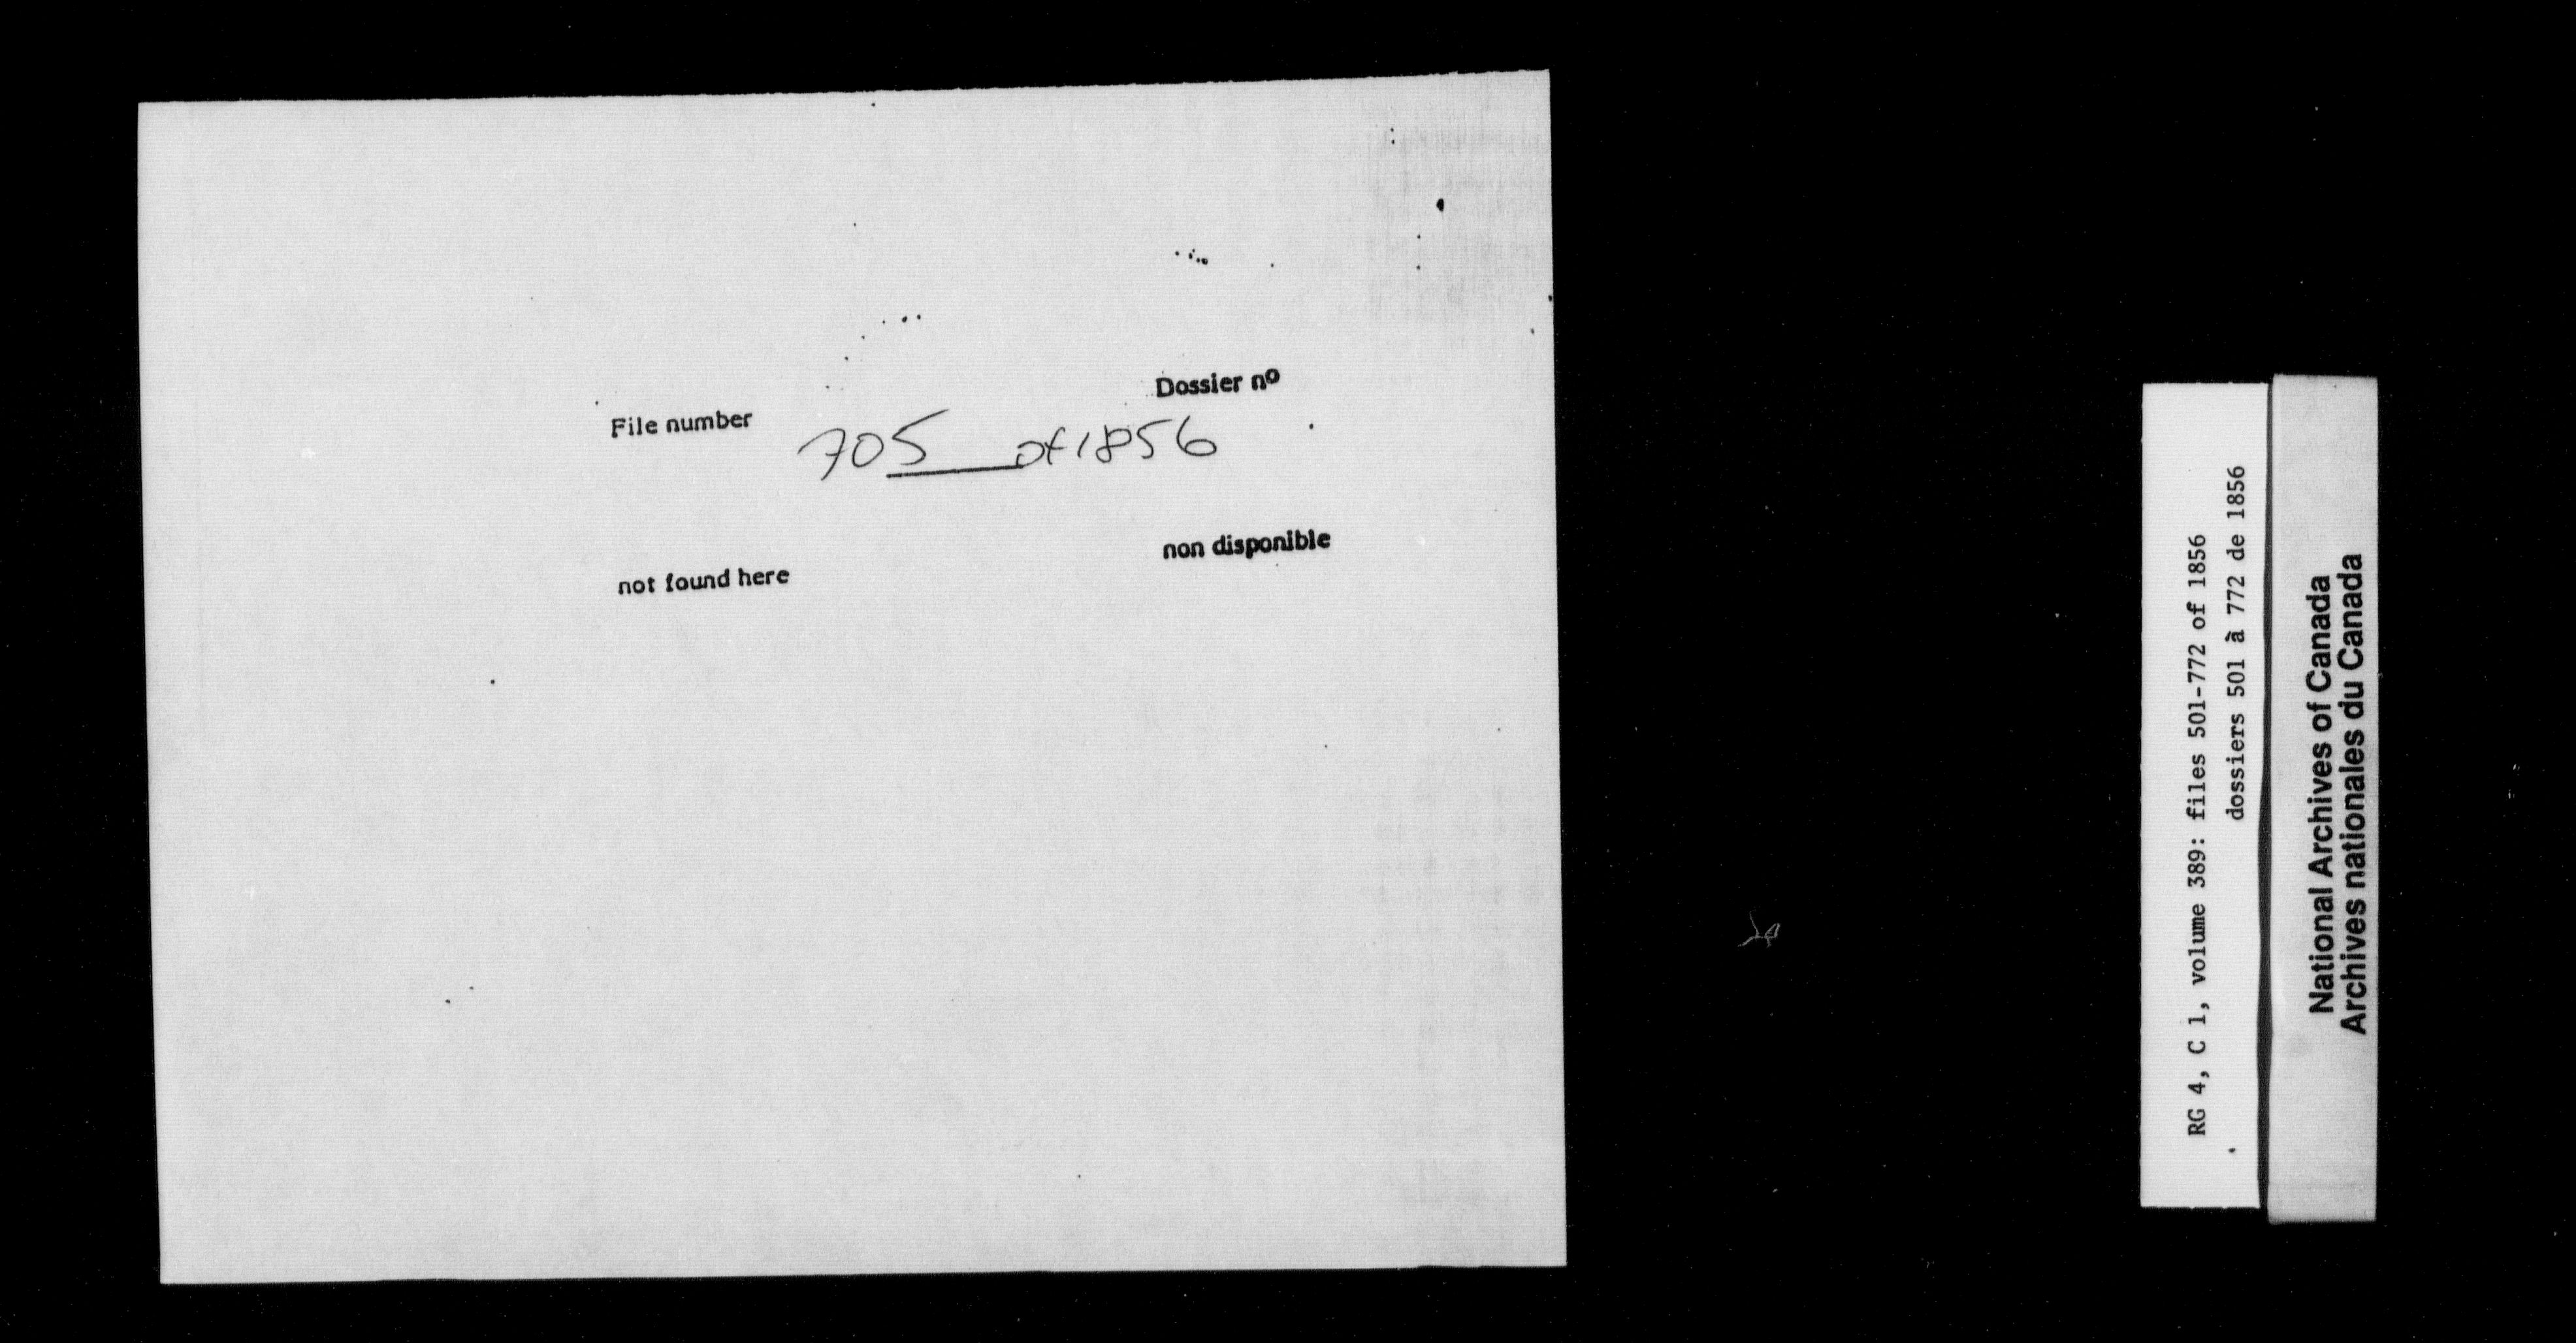 File number
Dossier nº
705 of 1856
not found here
non disponible
RG 4, C 1, volume 389: files 501-772 of 1856
dossiers 501 à 772 de 1856
National Archives of Canada
Archives nationales du Canada